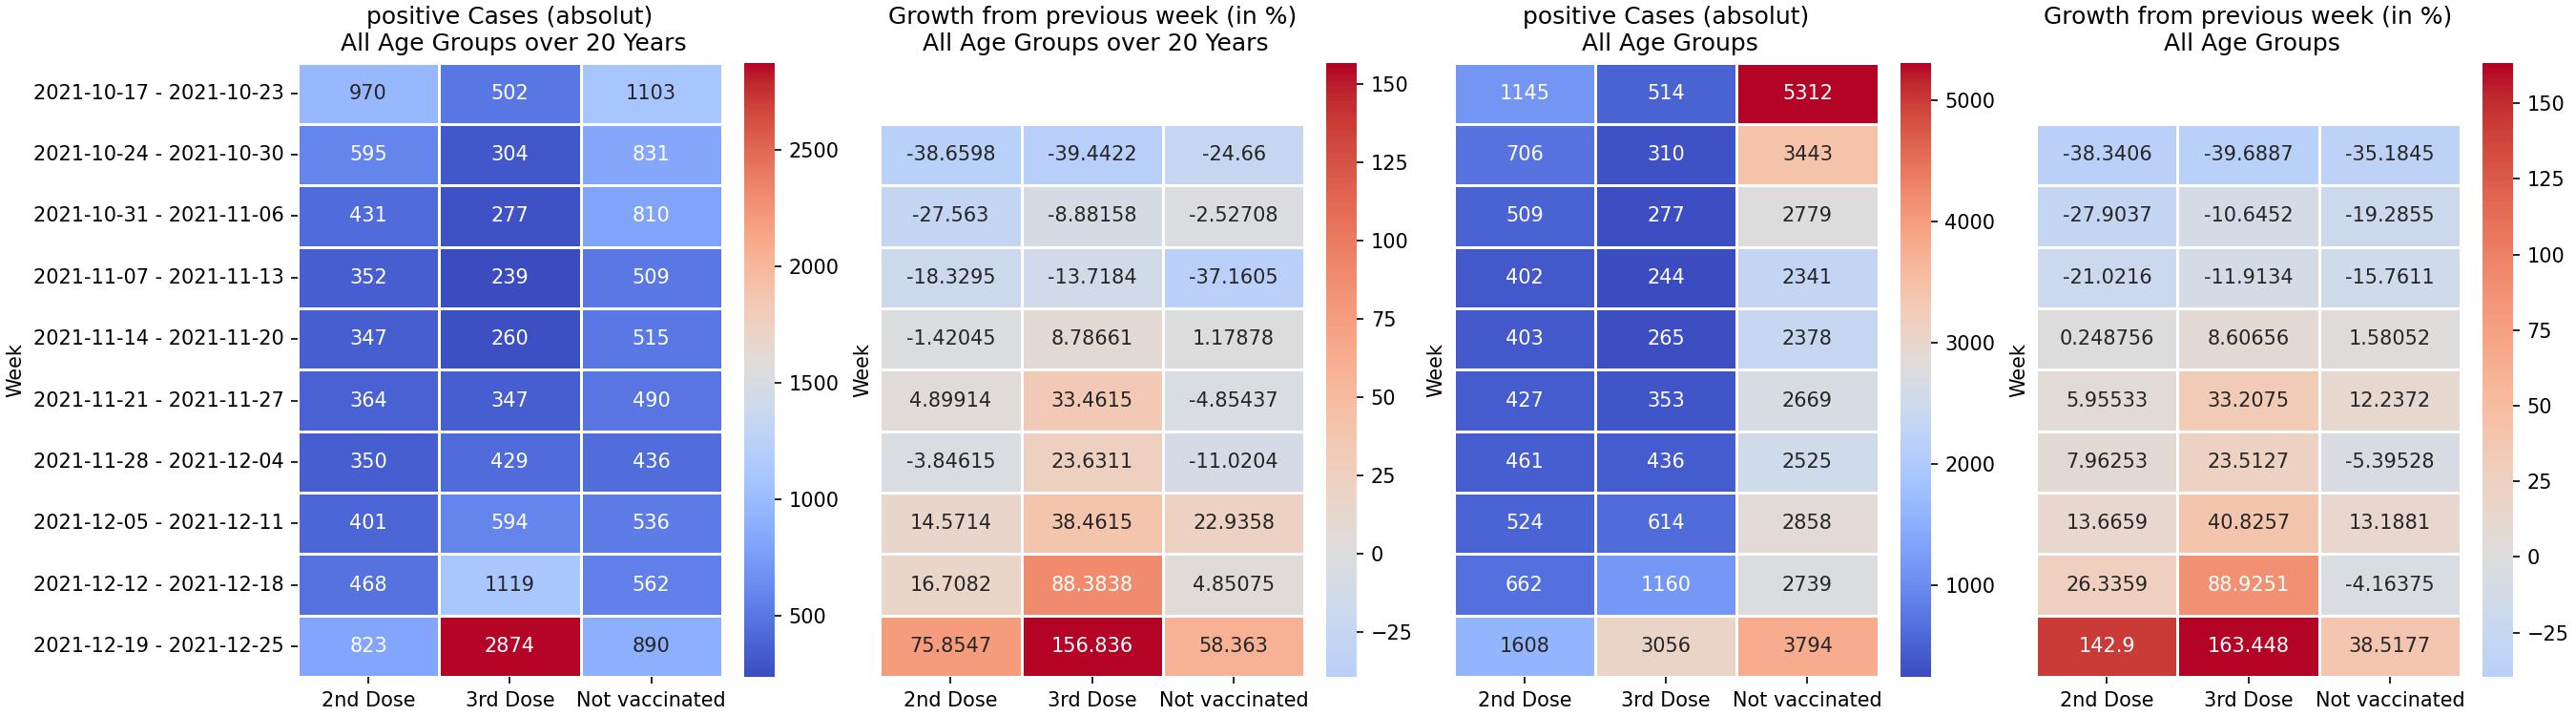 positive Cases (absolut)
All Age Groups over 20 Years
Growth from previous week (in %)
All Age Groups over 20 Years
positive Cases (absolut)
All Age Groups
Growth from previous week (in %)
All Age Groups
Week
2021-10-17 - 2021-10-23 970 502 1103
2021-10-24 - 2021-10-30 595 304 831
2021-10-31 - 2021-11-06 431 277 810
2021-11-07 - 2021-11-13 352 239 509
2021-11-14 - 2021-11-20 347 260 515
2021-11-21 - 2021-11-27 364 347 490
2021-11-28 - 2021-12-04 350 429 436
2021-12-05 - 2021-12-11 401 594 536
2021-12-12 - 2021-12-18 468 1119 562
2021-12-19 - 2021-12-25 823 2874 890
2nd Dose 3rd Dose Not vaccinated
2500
2000
1500
1000
500
Week
-38.6598 -39.4422 -24.66
-27.563 -8.88158 -2.52708
-18.3295 -13.7184 -37.1605
-1.42045 8.78661 1.17878
4.89914 33.4615 -4.85437
-3.84615 23.6311 -11.0204
14.5714 38.4615 22.9358
16.7082 88.3838 4.85075
75.8547 156.836 58.363
2nd Dose 3rd Dose Not vaccinated
150
125
100
75
50
25
0
−25
Week
1145 514 5312
706 310 3443
509 277 2779
402 244 2341
403 265 2378
427 353 2669
461 436 2525
524 614 2858
662 1160 2739
1608 3056 3794
2nd Dose 3rd Dose Not vaccinated
5000
4000
3000
2000
1000
Week
-38.3406 -39.6887 -35.1845
-27.9037 -10.6452 -19.2855
-21.0216 -11.9134 -15.7611
0.248756 8.60656 1.58052
5.95533 33.2075 12.2372
7.96253 23.5127 -5.39528
13.6659 40.8257 13.1881
26.3359 88.9251 -4.16375
142.9 163.448 38.5177
2nd Dose 3rd Dose Not vaccinated
150
125
100
75
50
25
0
−25